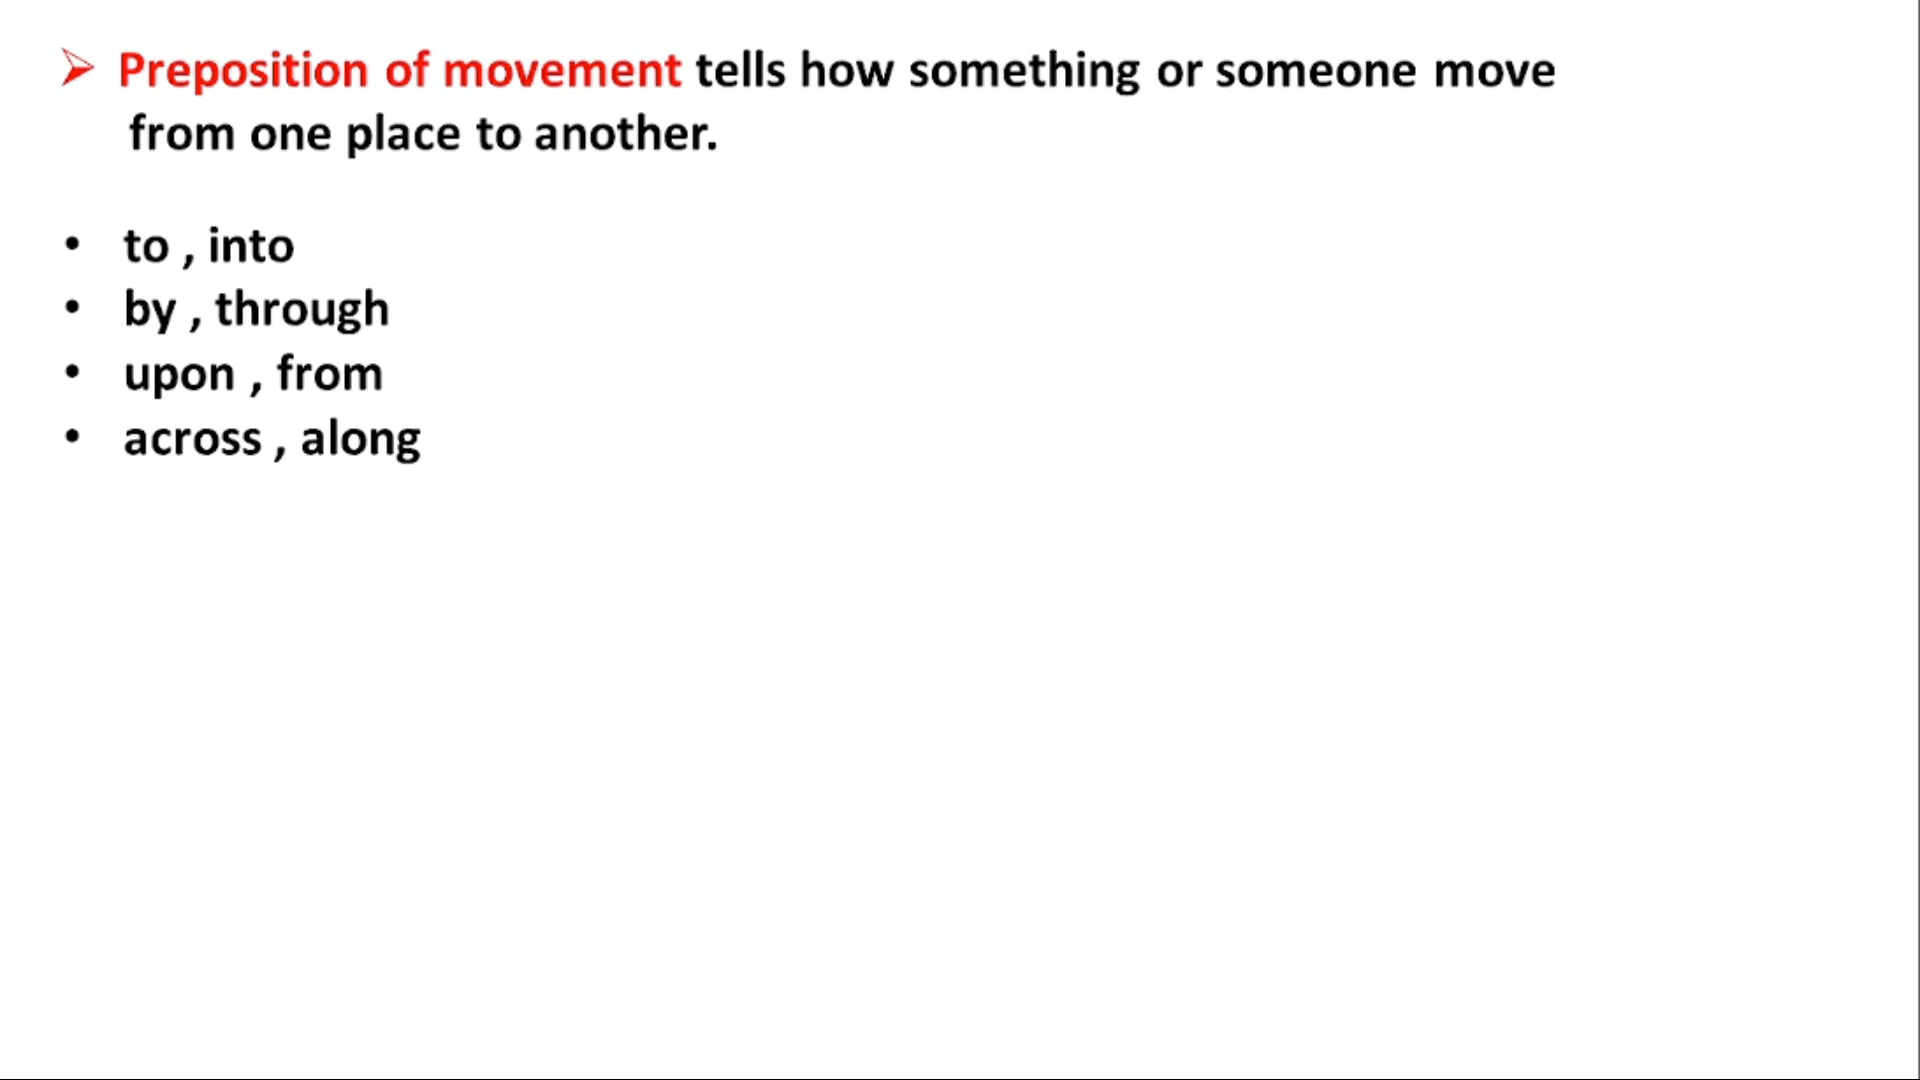 ➢ Preposition of movement tells how something or someone move
from one place to another.
• to , into
• by , through
• upon , from
• across , along